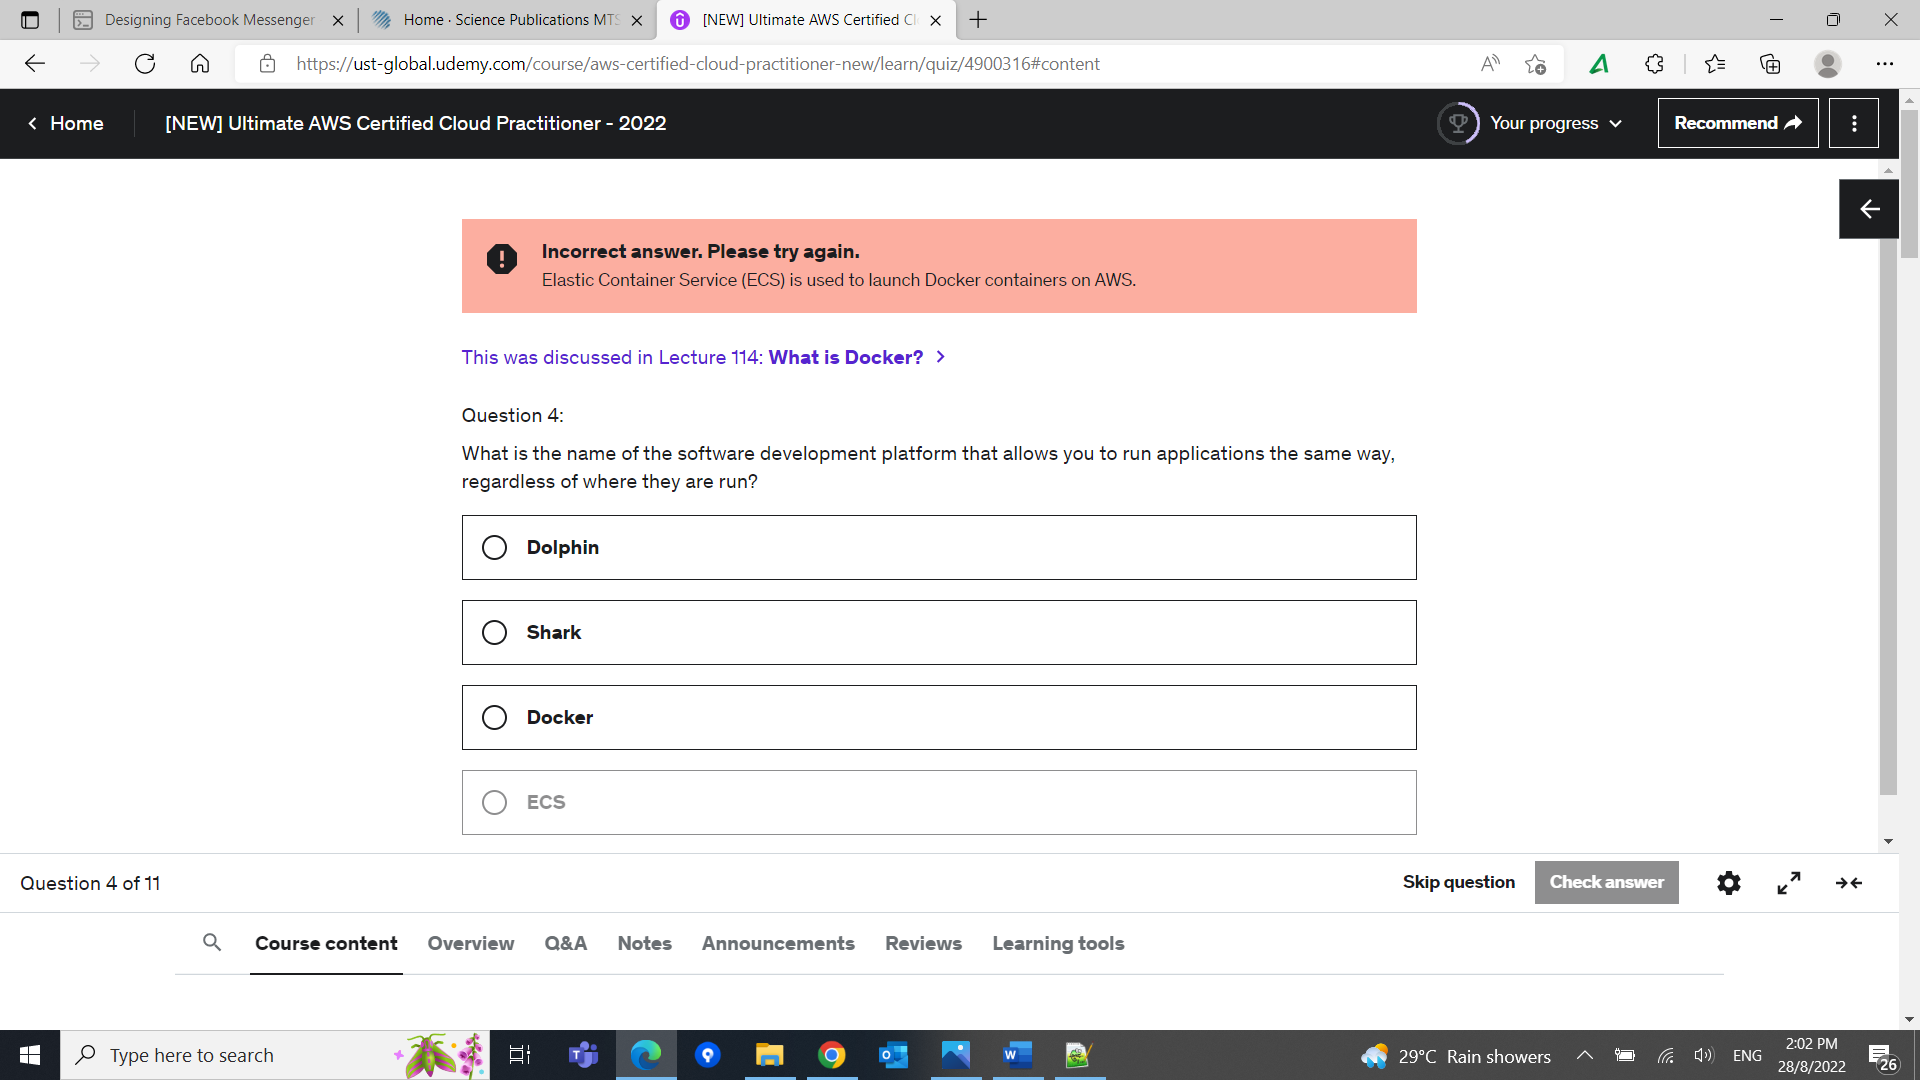 Designing Facebook Messenger
Home · Science Publications MTS
[NEW] Ultimate AWS Certified Cl
https://ust-global.udemy.com/course/aws-certified-cloud-practitioner-new/learn/quiz/4900316#content
Home
[NEW] Ultimate AWS Certified Cloud Practitioner - 2022
Your progress
Recommend
Incorrect answer. Please try again.
Elastic Container Service (ECS) is used to launch Docker containers on AWS.
This was discussed in Lecture 114: What is Docker?
Question 4:
What is the name of the software development platform that allows you to run applications the same way,
regardless of where they are run?
Dolphin
Shark
Docker
ECS
Question 4 of 11
Skip question
Check answer
Course content
Overview
Q&A
Notes
Announcements
Reviews
Learning tools
Type here to search
29°C Rain showers
ENG
2:02 PM
28/8/2022
26